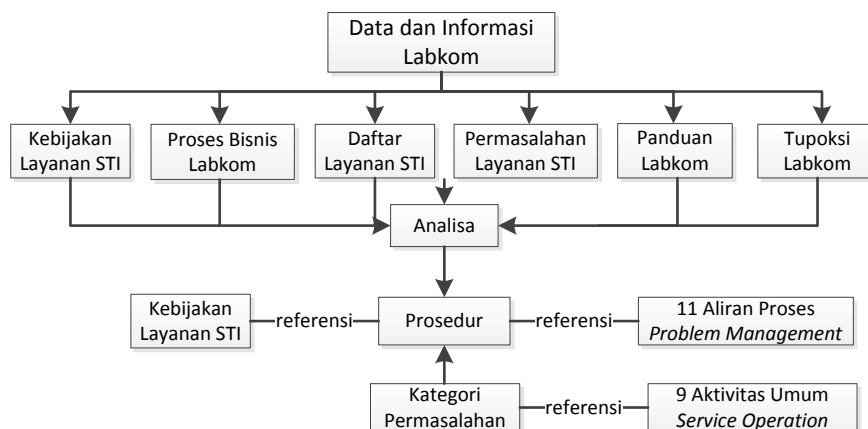 Data dan Informasi
Labkom
Kebijakan
Layanan STI
Proses Bisnis
Labkom
Daftar
Layanan STI
Permasalahan
Layanan STI
Panduan
Labkom
Tupoksi
Labkom
Analisa
Kebijakan
Layanan STI
referensi
Prosedur
referensi
11 Aliran Proses
Problem Management
Kategori
Permasalahan
referensi
9 Aktivitas Umum
Service Operation